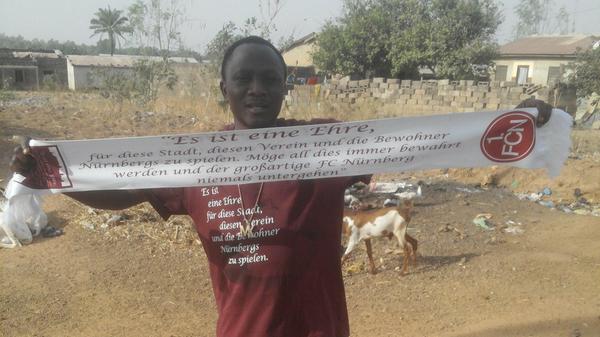 "Es ist eine Ehre,
für diese Stadt, diesen Verein und die Bewohner
Nürnbergs zu spielen. Möge all dies immer bewahrt
werden und der großartige FC Nürnberg
niemals untergehen"
1.
FCN
Es ist
eine Ehre
für diese Stadt,
diesen Verein
und die Bewohner
Nürnbergs
zu spielen.